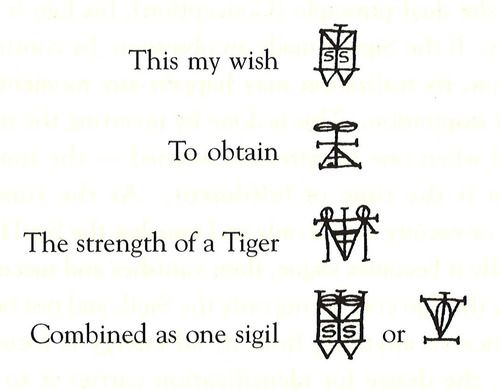 This my wish
To obtain
The strength of a Tiger
Combined as one sigil or